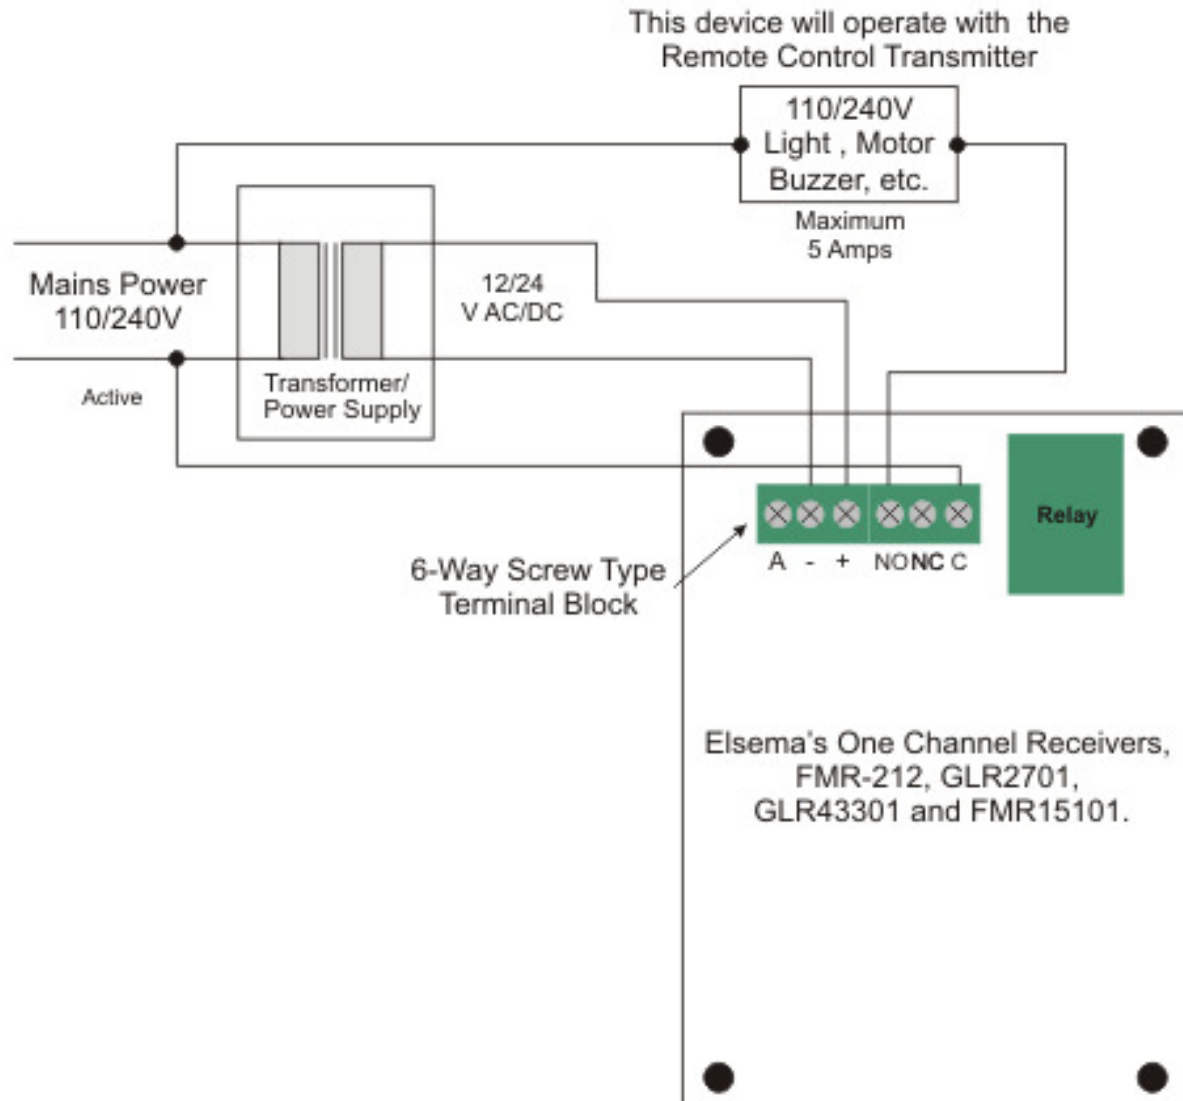 This device will operate with the
Remote Control Transmitter
110/240V
Light , Motor
Buzzer, etc.
Maximum
5 Amps
Mains Power
110/240V
12/24
V AC/DC
Active
Transformer/
Power Supply
Relay
A - + NO NC C
6-Way Screw Type
Terminal Block
Elsema's One Channel Receivers,
FMR-212, GLR2701,
GLR43301 and FMR15101.